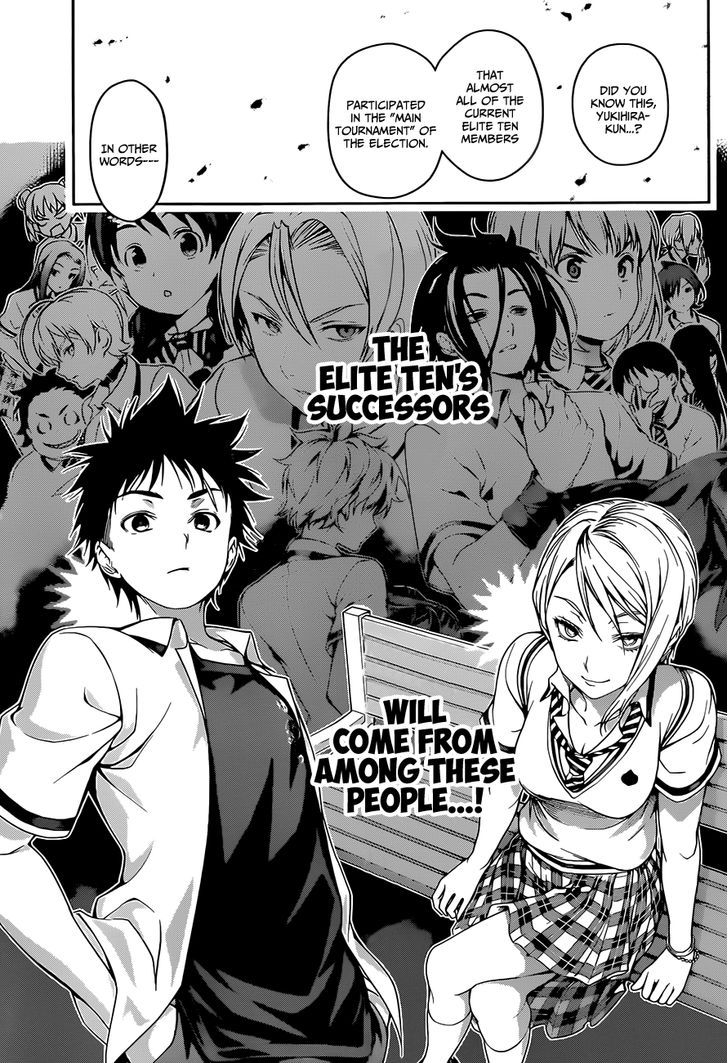 DID YOU
KNOW THIS,
YUKIHIRA-
KUN...?
THAT
ALMOST
ALL OF THE
CURRENT
ELITE TEN
MEMBERS
PARTICIPATED
IN THE "MAIN
TOURNAMENT" OF
THE ELECTION.
IN OTHER
WORDS---
THE
ELITE TEN'S
SUCCESSORS
WILL
COME FROM
AMONG THESE
PEOPLE...!